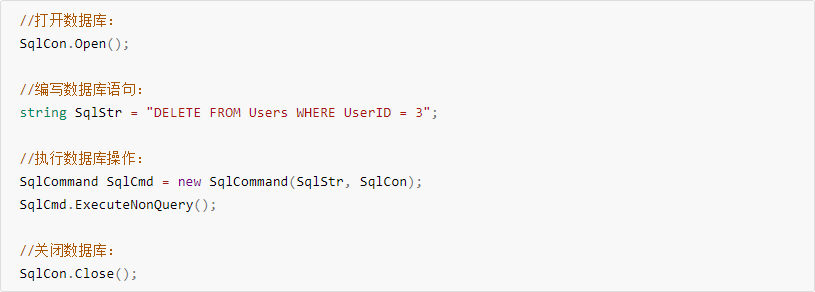 //打开数据库：
SqlCon.Open();
//编写数据库语句：
string SqlStr = "DELETE FROM Users WHERE UserID = 3";
//执行数据库操作：
SqlCommand SqlCmd = new SqlCommand(SqlStr, SqlCon);
SqlCmd.ExecuteNonQuery();
//关闭数据库：
SqlCon.Close();